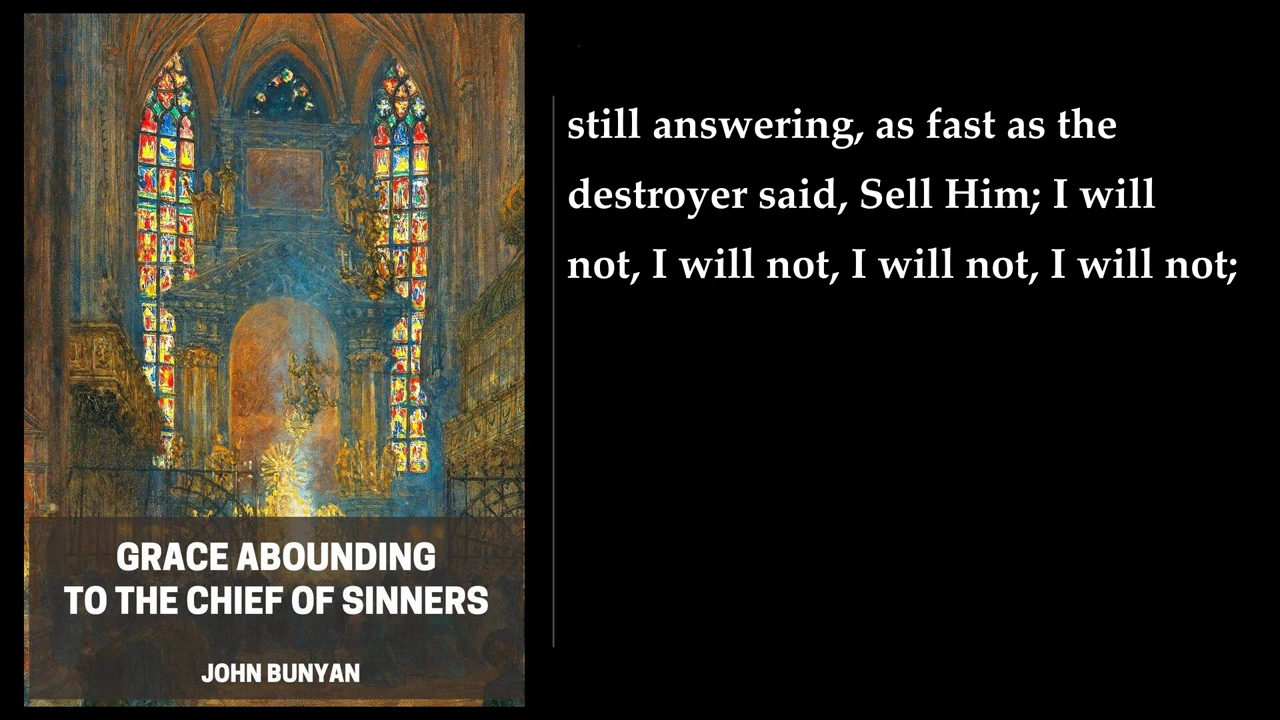 GRACE ABOUNDING
TO THE CHIEF OF SINNERS
JOHN BUNYAN
still answering, as fast as the
destroyer said, Sell Him; I will
not, I will not, I will not, I will not;